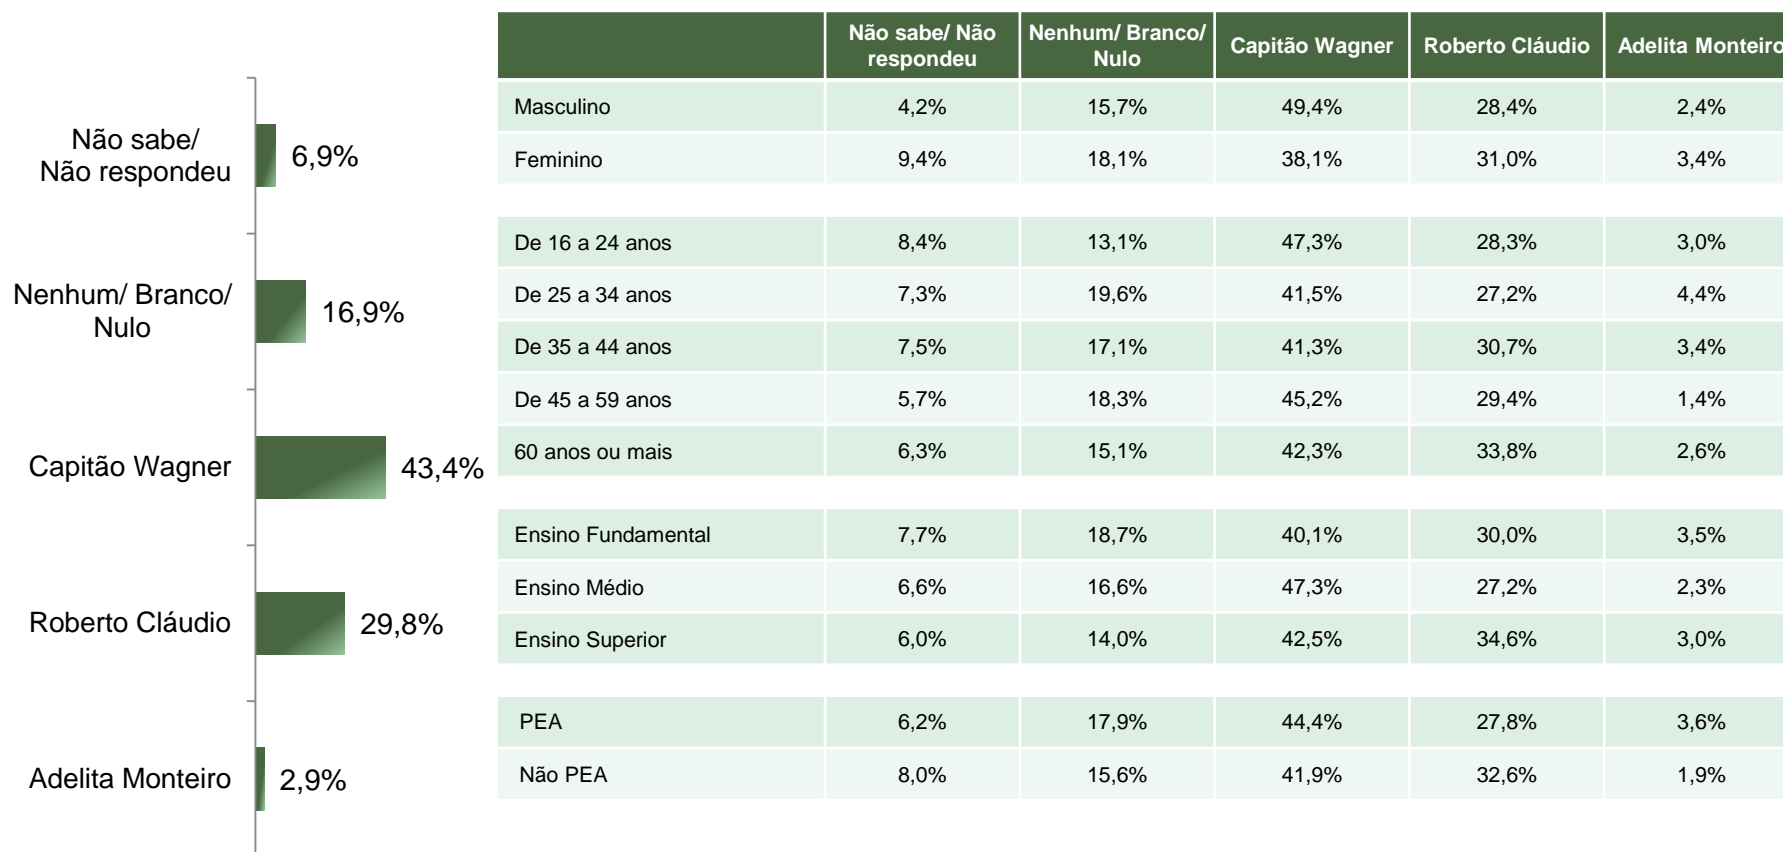 Não sabe/
Não respondeu
6,9%
Nenhum/ Branco/
Nulo
16,9%
Capitão Wagner
43,4%
Roberto Cláudio
29,8%
Adelita Monteiro
2,9%
Não sabe/ Não respondeu Nenhum/ Branco/ Nulo Capitão Wagner Roberto Cláudio Adelita Monteiro
Masculino 4,2% 15,7% 49,4% 28,4% 2,4%
Feminino 9,4% 18,1% 38,1% 31,0% 3,4%
De 16 a 24 anos 8,4% 13,1% 47,3% 28,3% 3,0%
De 25 a 34 anos 7,3% 19,6% 41,5% 27,2% 4,4%
De 35 a 44 anos 7,5% 17,1% 41,3% 30,7% 3,4%
De 45 a 59 anos 5,7% 18,3% 45,2% 29,4% 1,4%
60 anos ou mais 6,3% 15,1% 42,3% 33,8% 2,6%
Ensino Fundamental 7,7% 18,7% 40,1% 30,0% 3,5%
Ensino Médio 6,6% 16,6% 47,3% 27,2% 2,3%
Ensino Superior 6,0% 14,0% 42,5% 34,6% 3,0%
PEA 6,2% 17,9% 44,4% 27,8% 3,6%
Não PEA 8,0% 15,6% 41,9% 32,6% 1,9%